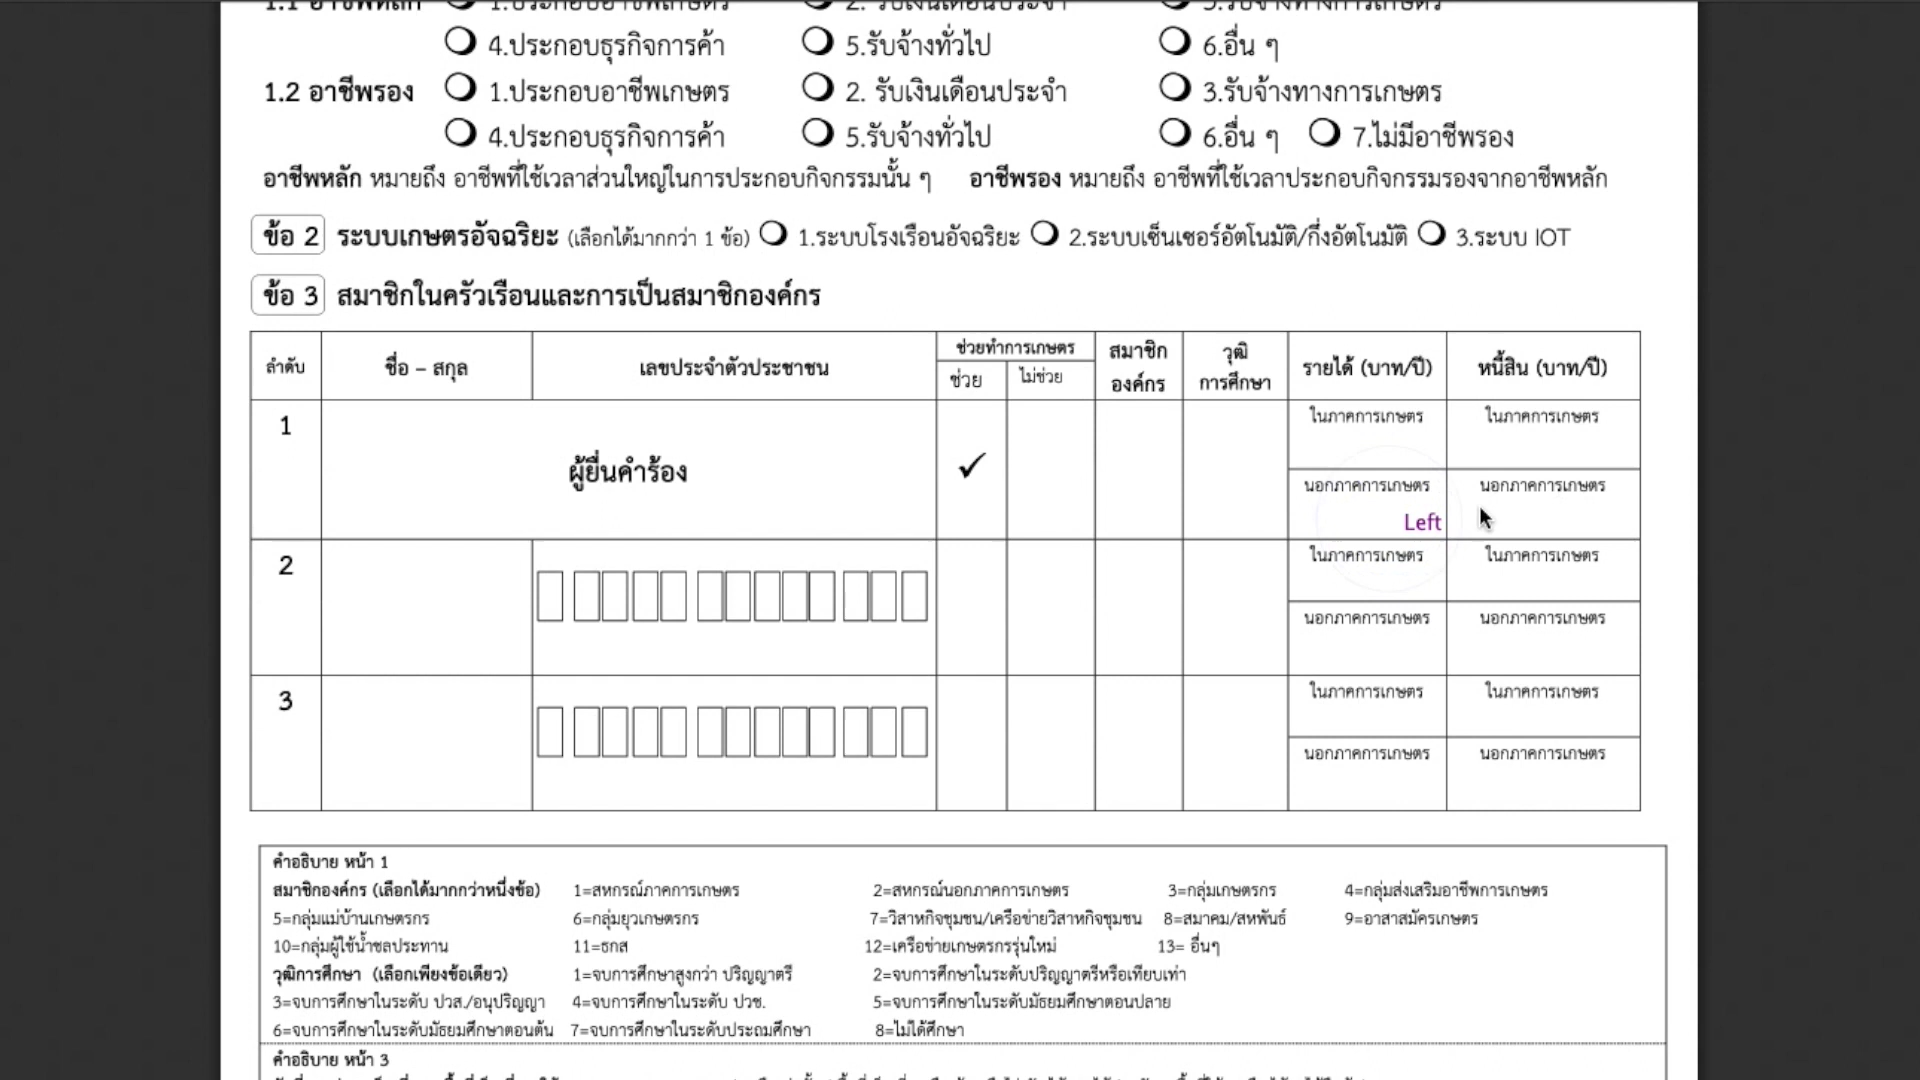 1.1 อาชีพหลัก 1.ประกอบอาชีพเกษตร 2. รับเงินเดือนประจำ 3.รับจ้างทางการเกษตร
4.ประกอบธุรกิจการค้า 5.รับจ้างทั่วไป 6.อื่น ๆ
1.2 อาชีพรอง 1.ประกอบอาชีพเกษตร 2. รับเงินเดือนประจำ 3.รับจ้างทางการเกษตร
4.ประกอบธุรกิจการค้า 5.รับจ้างทั่วไป 6.อื่น ๆ 7.ไม่มีอาชีพรอง
อาชีพหลัก หมายถึง อาชีพที่ใช้เวลาส่วนใหญ่ในการประกอบกิจกรรมนั้น ๆ อาชีพรอง หมายถึง อาชีพที่ใช้เวลาประกอบกิจกรรมรองจากอาชีพหลัก
ข้อ 2 ระบบเกษตรอัจฉริยะ (เลือกได้มากกว่า 1 ข้อ) 1.ระบบโรงเรือนอัจฉริยะ 2.ระบบเซ็นเซอร์อัตโนมัติ/กึ่งอัตโนมัติ 3.ระบบ IOT
ข้อ 3 สมาชิกในครัวเรือนและการเป็นสมาชิกองค์กร
ลำดับ ชื่อ – สกุล เลขประจำตัวประชาชน ช่วยทำการเกษตร สมาชิก วุฒิ รายได้ (บาท/ปี) หนี้สิน (บาท/ปี)
ช่วย ไม่ช่วย องค์กร การศึกษา
1 ในภาคการเกษตร ในภาคการเกษตร
ผู้ยื่นคำร้อง ✓
นอกภาคการเกษตร นอกภาคการเกษตร
Left
2 ในภาคการเกษตร ในภาคการเกษตร
นอกภาคการเกษตร นอกภาคการเกษตร
3 ในภาคการเกษตร ในภาคการเกษตร
นอกภาคการเกษตร นอกภาคการเกษตร
คำอธิบาย หน้า 1
สมาชิกองค์กร (เลือกได้มากกว่าหนึ่งข้อ) 1=สหกรณ์ภาคการเกษตร 2=สหกรณ์นอกภาคการเกษตร 3=กลุ่มเกษตรกร 4=กลุ่มส่งเสริมอาชีพการเกษตร
5=กลุ่มแม่บ้านเกษตรกร 6=กลุ่มยุวเกษตรกร 7=วิสาหกิจชุมชน/เครือข่ายวิสาหกิจชุมชน 8=สมาคม/สหพันธ์ 9=อาสาสมัครเกษตร
10=กลุ่มผู้ใช้น้ำชลประทาน 11=ธกส 12=เครือข่ายเกษตรกรรุ่นใหม่ 13= อื่นๆ
วุฒิการศึกษา (เลือกเพียงข้อเดียว) 1=จบการศึกษาสูงกว่า ปริญญาตรี 2=จบการศึกษาในระดับปริญญาตรีหรือเทียบเท่า
3=จบการศึกษาในระดับ ปวส./อนุปริญญา 4=จบการศึกษาในระดับ ปวช. 5=จบการศึกษาในระดับมัธยมศึกษาตอนปลาย
6=จบการศึกษาในระดับมัธยมศึกษาตอนต้น 7=จบการศึกษาในระดับประถมศึกษา 8=ไม่ได้ศึกษา
คำอธิบาย หน้า 3